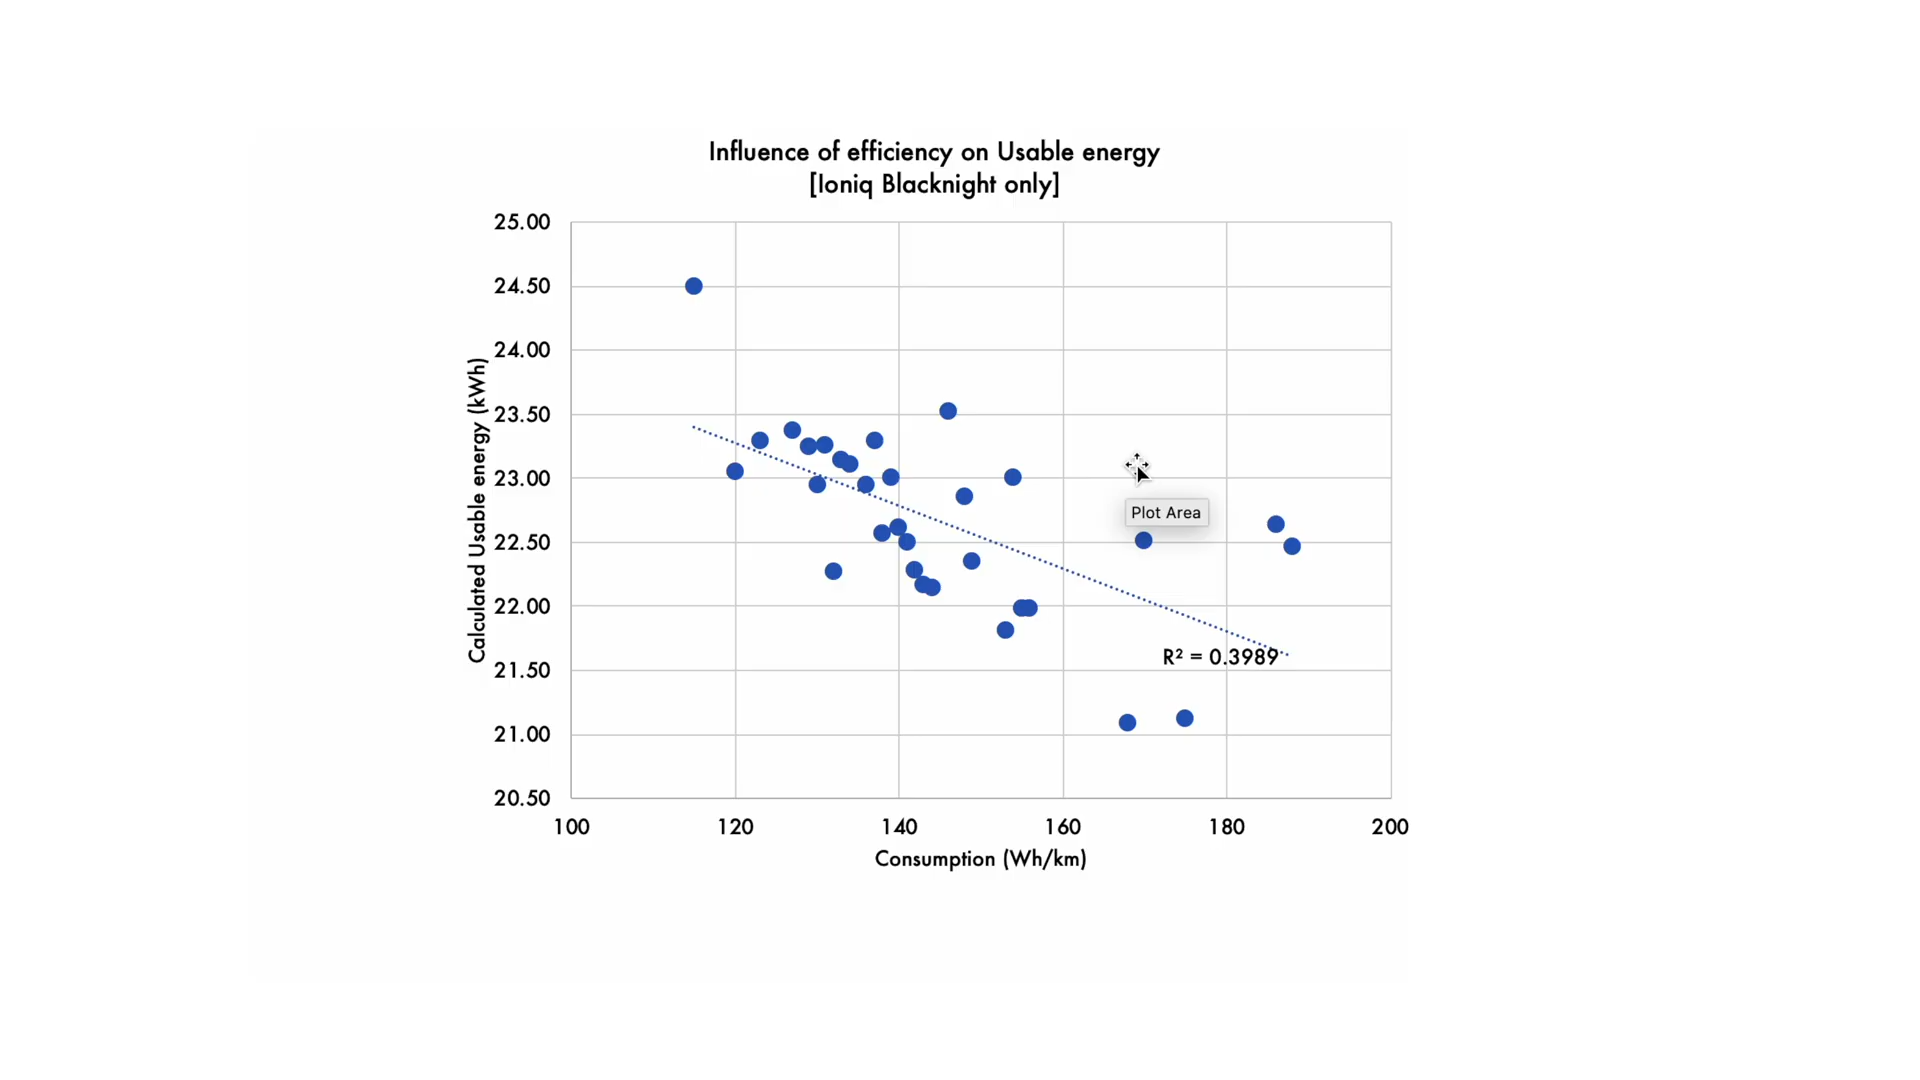 Influence of efficiency on Usable energy
[Ioniq Blacknight only]
25.00
24.50
24.00
23.50
23.00
22.50
22.00
21.50
21.00
20.50
Calculated Usable energy (kWh)
Plot Area
R² = 0.3989
100 120 140 160 180 200
Consumption (Wh/km)